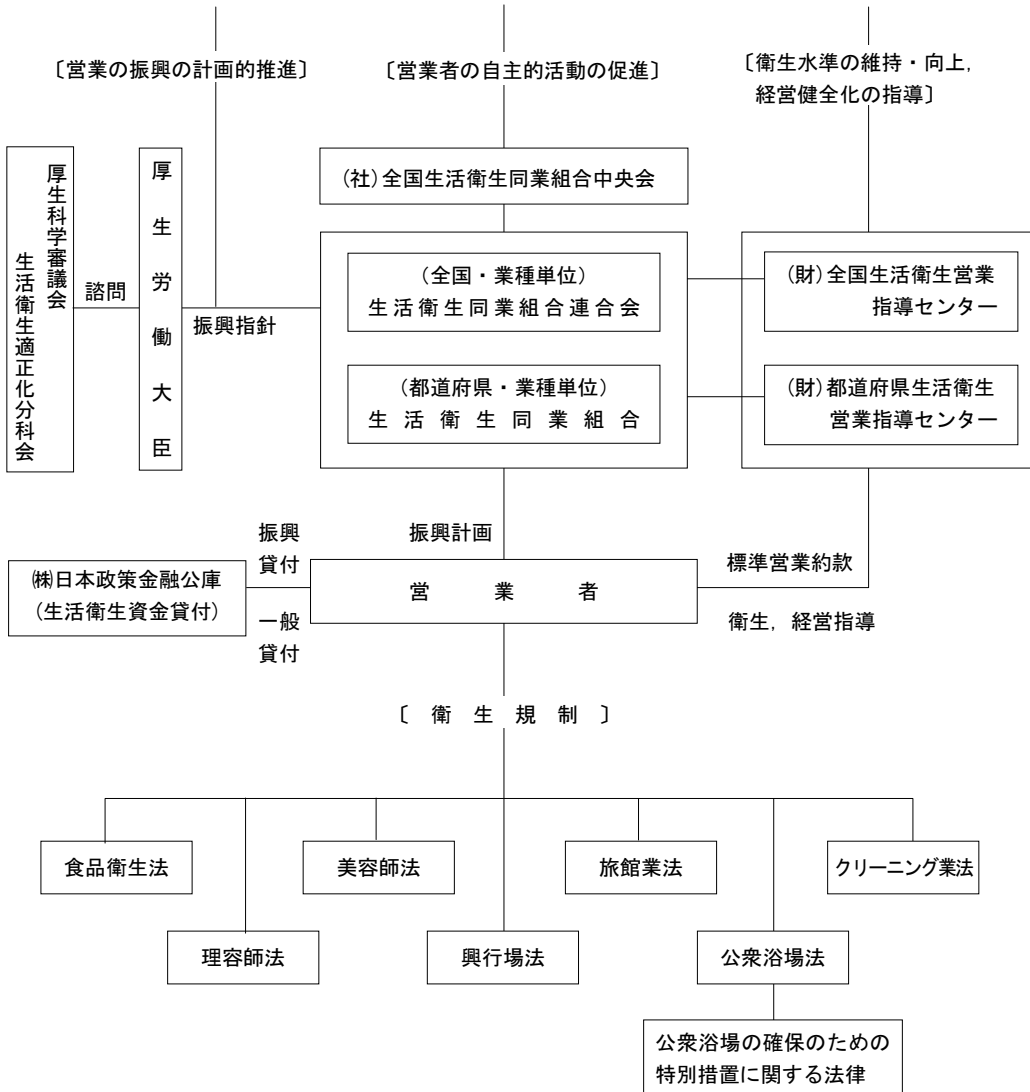 〔営業の振興の計画的推進〕
〔営業者の自主的活動の促進〕
〔衛生水準の維持・向上,
経営健全化の指導〕
厚生科学審議会
生活衛生適正化分科会
諮問
厚生労働大臣
振興指針
(社)全国生活衛生同業組合中央会
(全国・業種単位)
生活衛生同業組合連合会
(都道府県・業種単位)
生活衛生同業組合
(財)全国生活衛生営業
指導センター
(財)都道府県生活衛生
営業指導センター
㈱日本政策金融公庫
(生活衛生資金貸付)
振興
貸付
一般
貸付
振興計画
営業者
標準営業約款
衛生, 経営指導
〔衛生規制〕
食品衛生法
美容師法
旅館業法
クリーニング業法
理容師法
興行場法
公衆浴場法
公衆浴場の確保のための
特別措置に関する法律